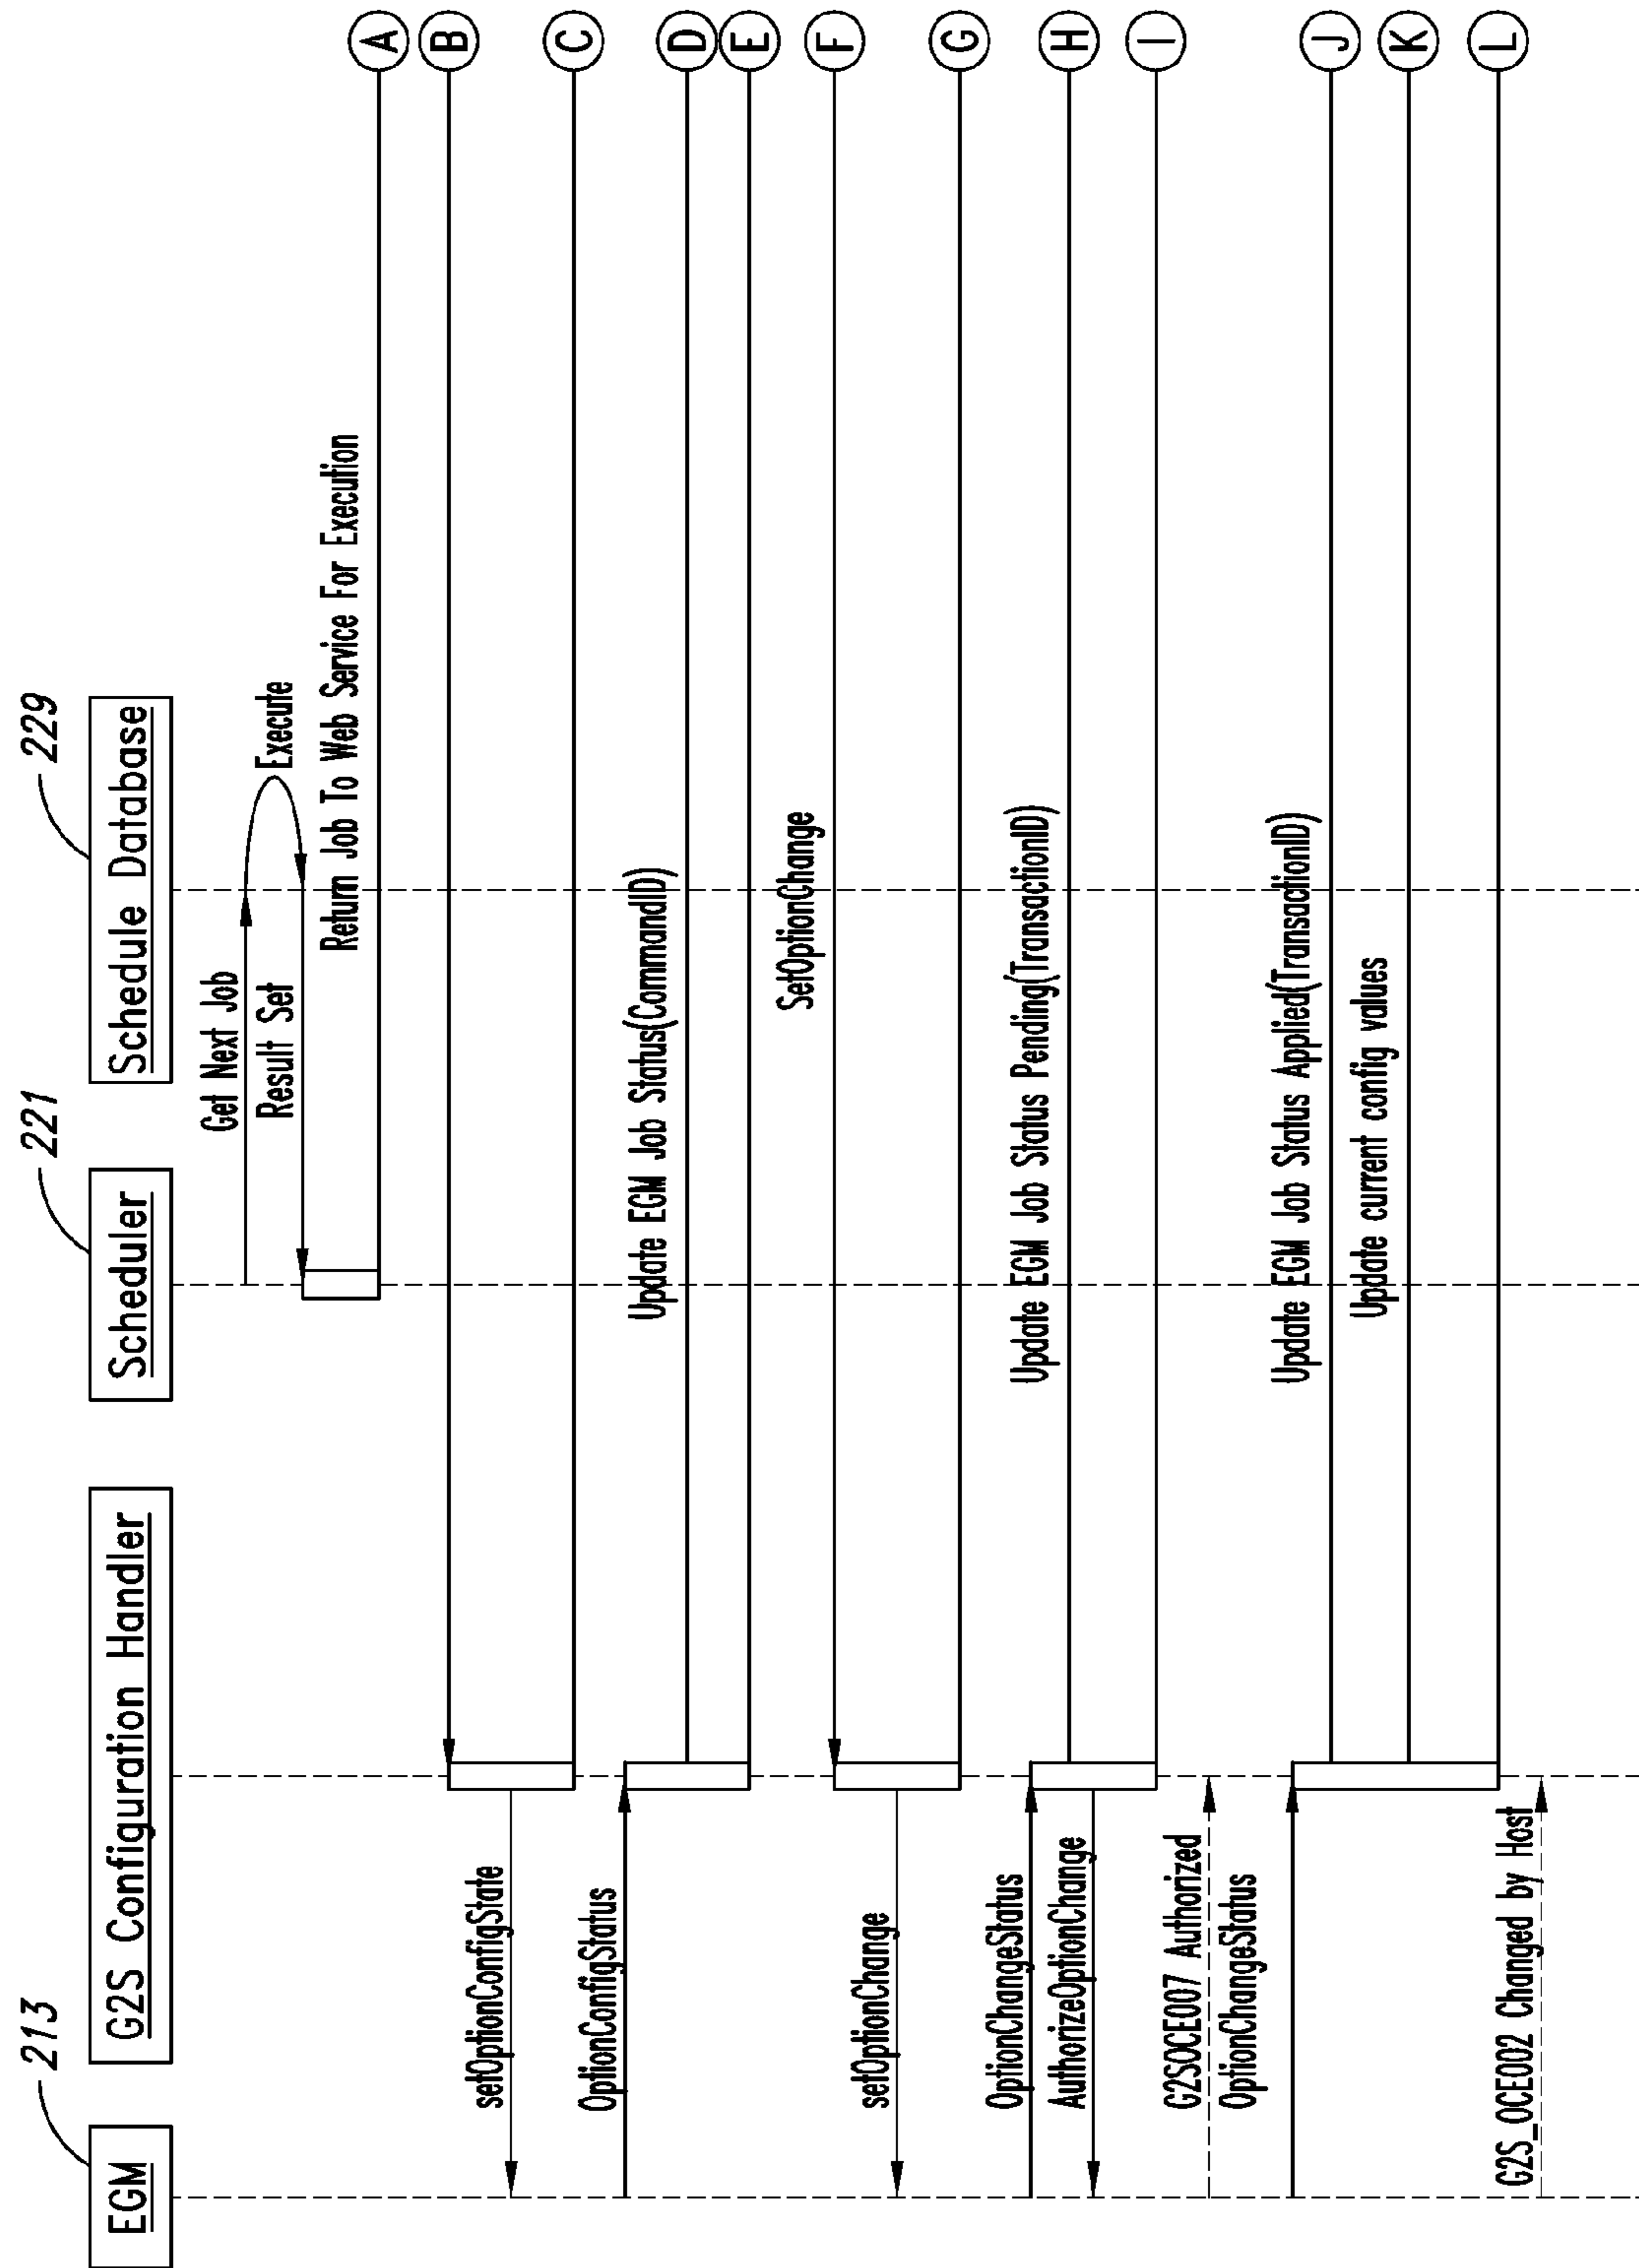 213
221
229
EGM
G2S Configuration Handler
Scheduler
Schedule Database
Get Next Job
Execute
Result Set
Return Job To Web Service For Execution
A
B
setOptionConfigState
C
OptionConfigStatus
Update EGM Job Status(CommandID)
D
E
SetOptionChange
F
setOptionChange
G
OptionChangeStatus
Update EGM Job Status Pending(TransactionID)
H
AuthorizeOptionChange
I
G2SOCE007 Authorized
OptionChangeStatus
Update EGM Job Status Applied(TransactionID)
J
Update current config values
K
L
G2S_OCE002 Changed by Host